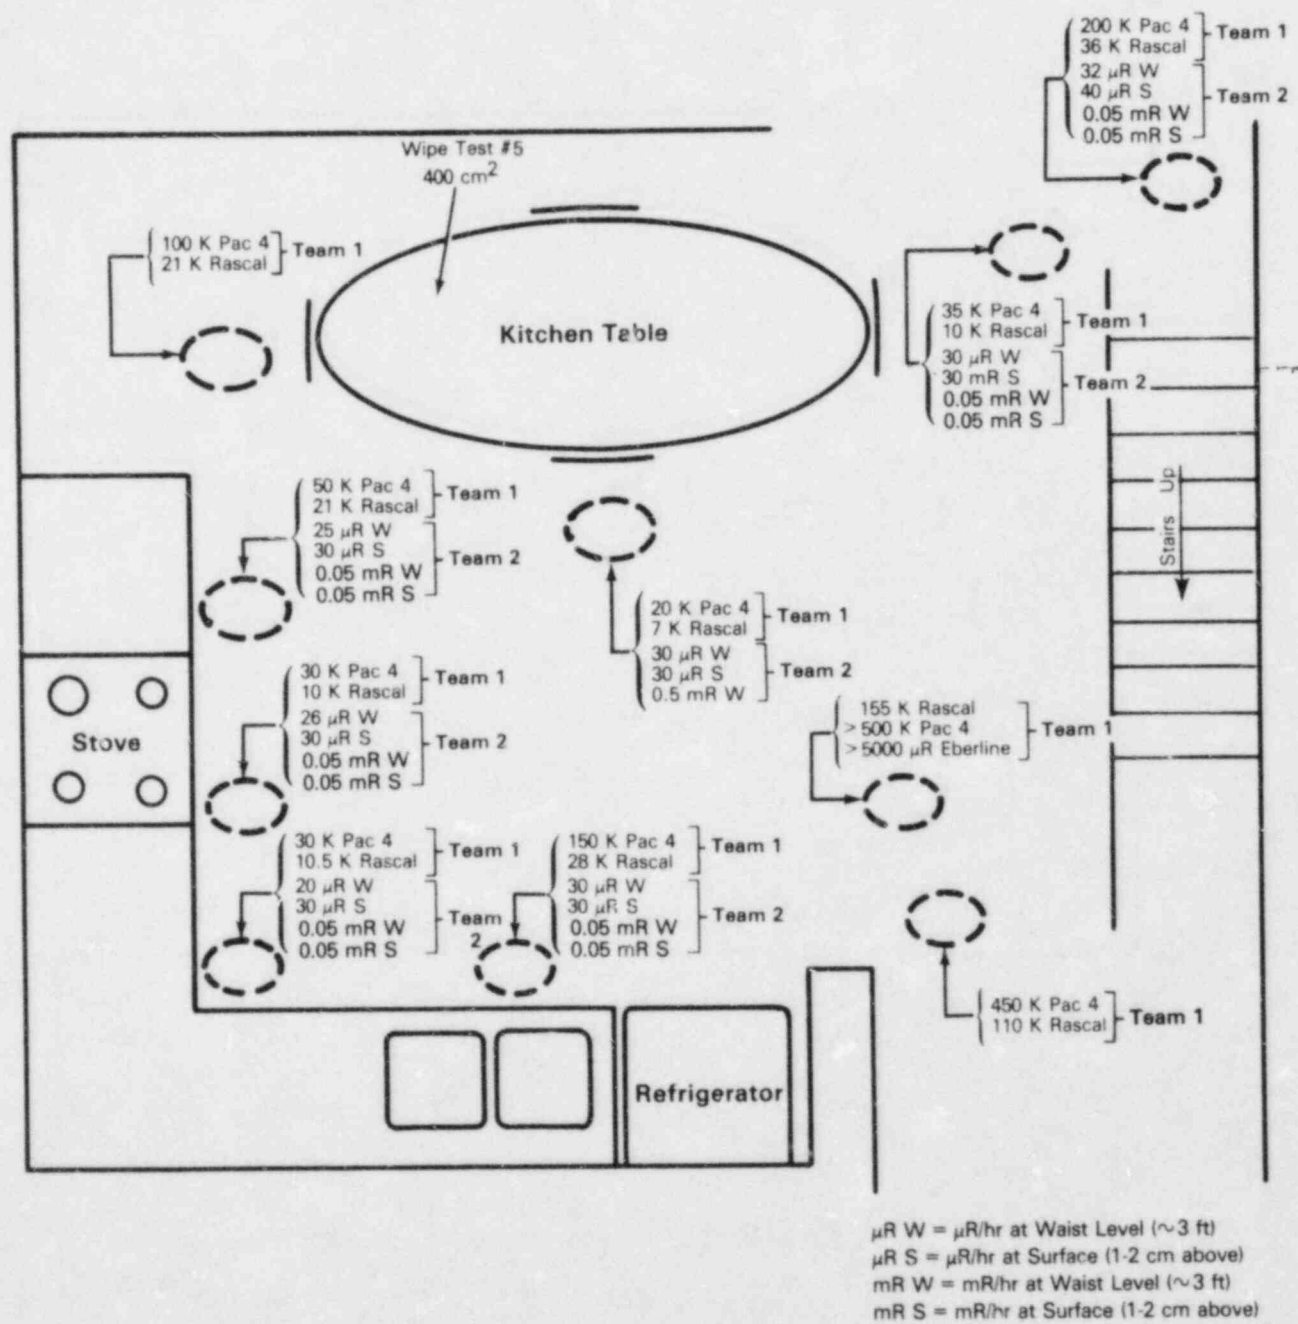 200 K Pac 4
36 K Rascal
Team 1
32 µR W
40 µR S
0.05 mR W
0.05 mR S
Team 2
Wipe Test #5
400 cm²
100 K Pac 4
21 K Rascal
Team 1
Kitchen Table
35 K Pac 4
10 K Rascal
Team 1
30 µR W
30 mR S
0.05 mR W
0.05 mR S
Team 2
Stairs Up
50 K Pac 4
21 K Rascal
Team 1
25 µR W
30 µR S
0.05 mR W
0.05 mR S
Team 2
20 K Pac 4
7 K Rascal
Team 1
30 µR W
30 µR S
0.5 mR W
Team 2
30 K Pac 4
10 K Rascal
Team 1
26 µR W
30 µR S
0.05 mR W
0.05 mR S
Team 2
Stove
155 K Rascal
>500 K Pac 4
>5000 µR Eberline
Team 1
30 K Pac 4
10.5 K Rascal
Team 1
20 µR W
30 µR S
0.05 mR W
0.05 mR S
Team
2
150 K Pac 4
28 K Rascal
Team 1
30 µR W
30 µR S
0.05 mR W
0.05 mR S
Team 2
450 K Pac 4
110 K Rascal
Team 1
Refrigerator
µR W = µR/hr at Waist Level (~3 ft)
µR S = µR/hr at Surface (1-2 cm above)
mR W = mR/hr at Waist Level (~3 ft)
mR S = mR/hr at Surface (1-2 cm above)